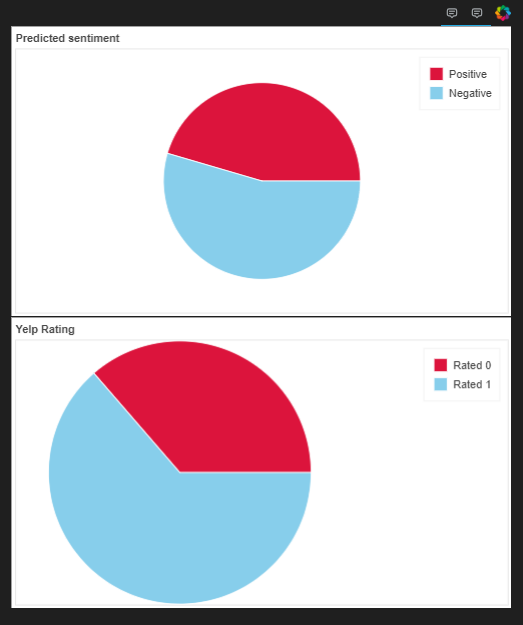 Predicted sentiment
Positive
Negative
Yelp Rating
Rated 0
Rated 1